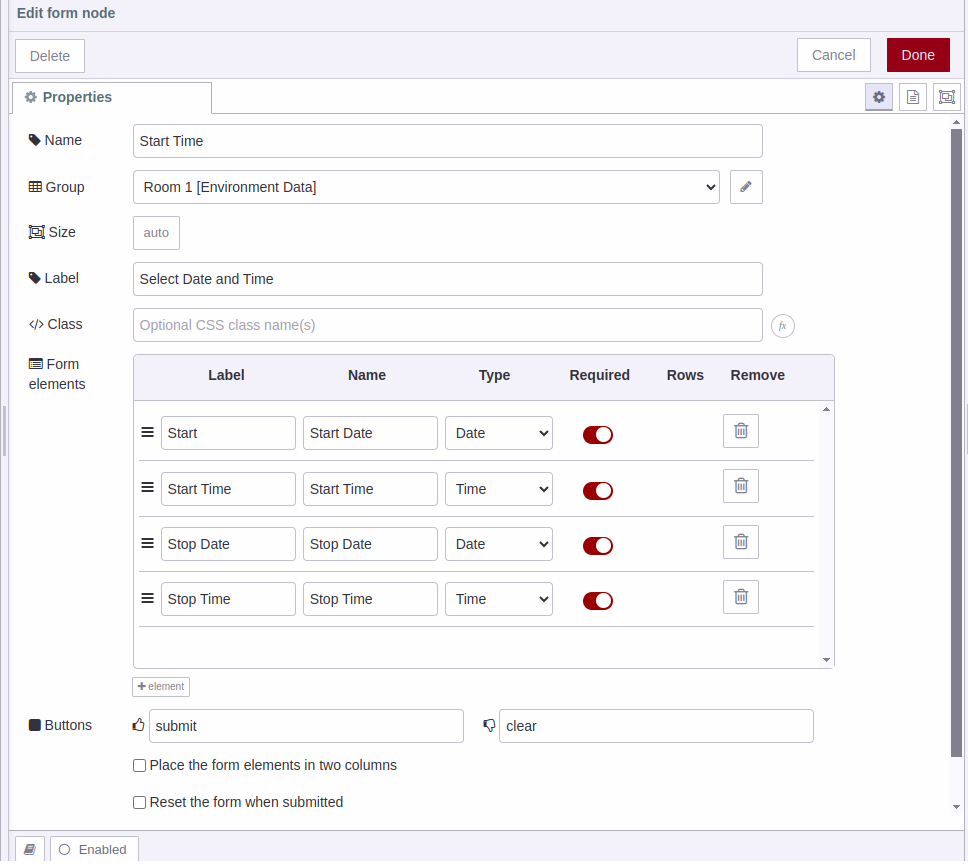 Edit form node
Delete Cancel Done
Properties
Name Start Time
Group Room 1 [Environment Data]
Size auto
Label Select Date and Time
Class Optional CSS class name(s) fx
Form elements
Label Name Type Required Rows Remove
Start Start Date Date
Start Time Start Time Time
Stop Date Stop Date Date
Stop Time Stop Time Time
+ element
Buttons submit clear
Place the form elements in two columns
Reset the form when submitted
Enabled